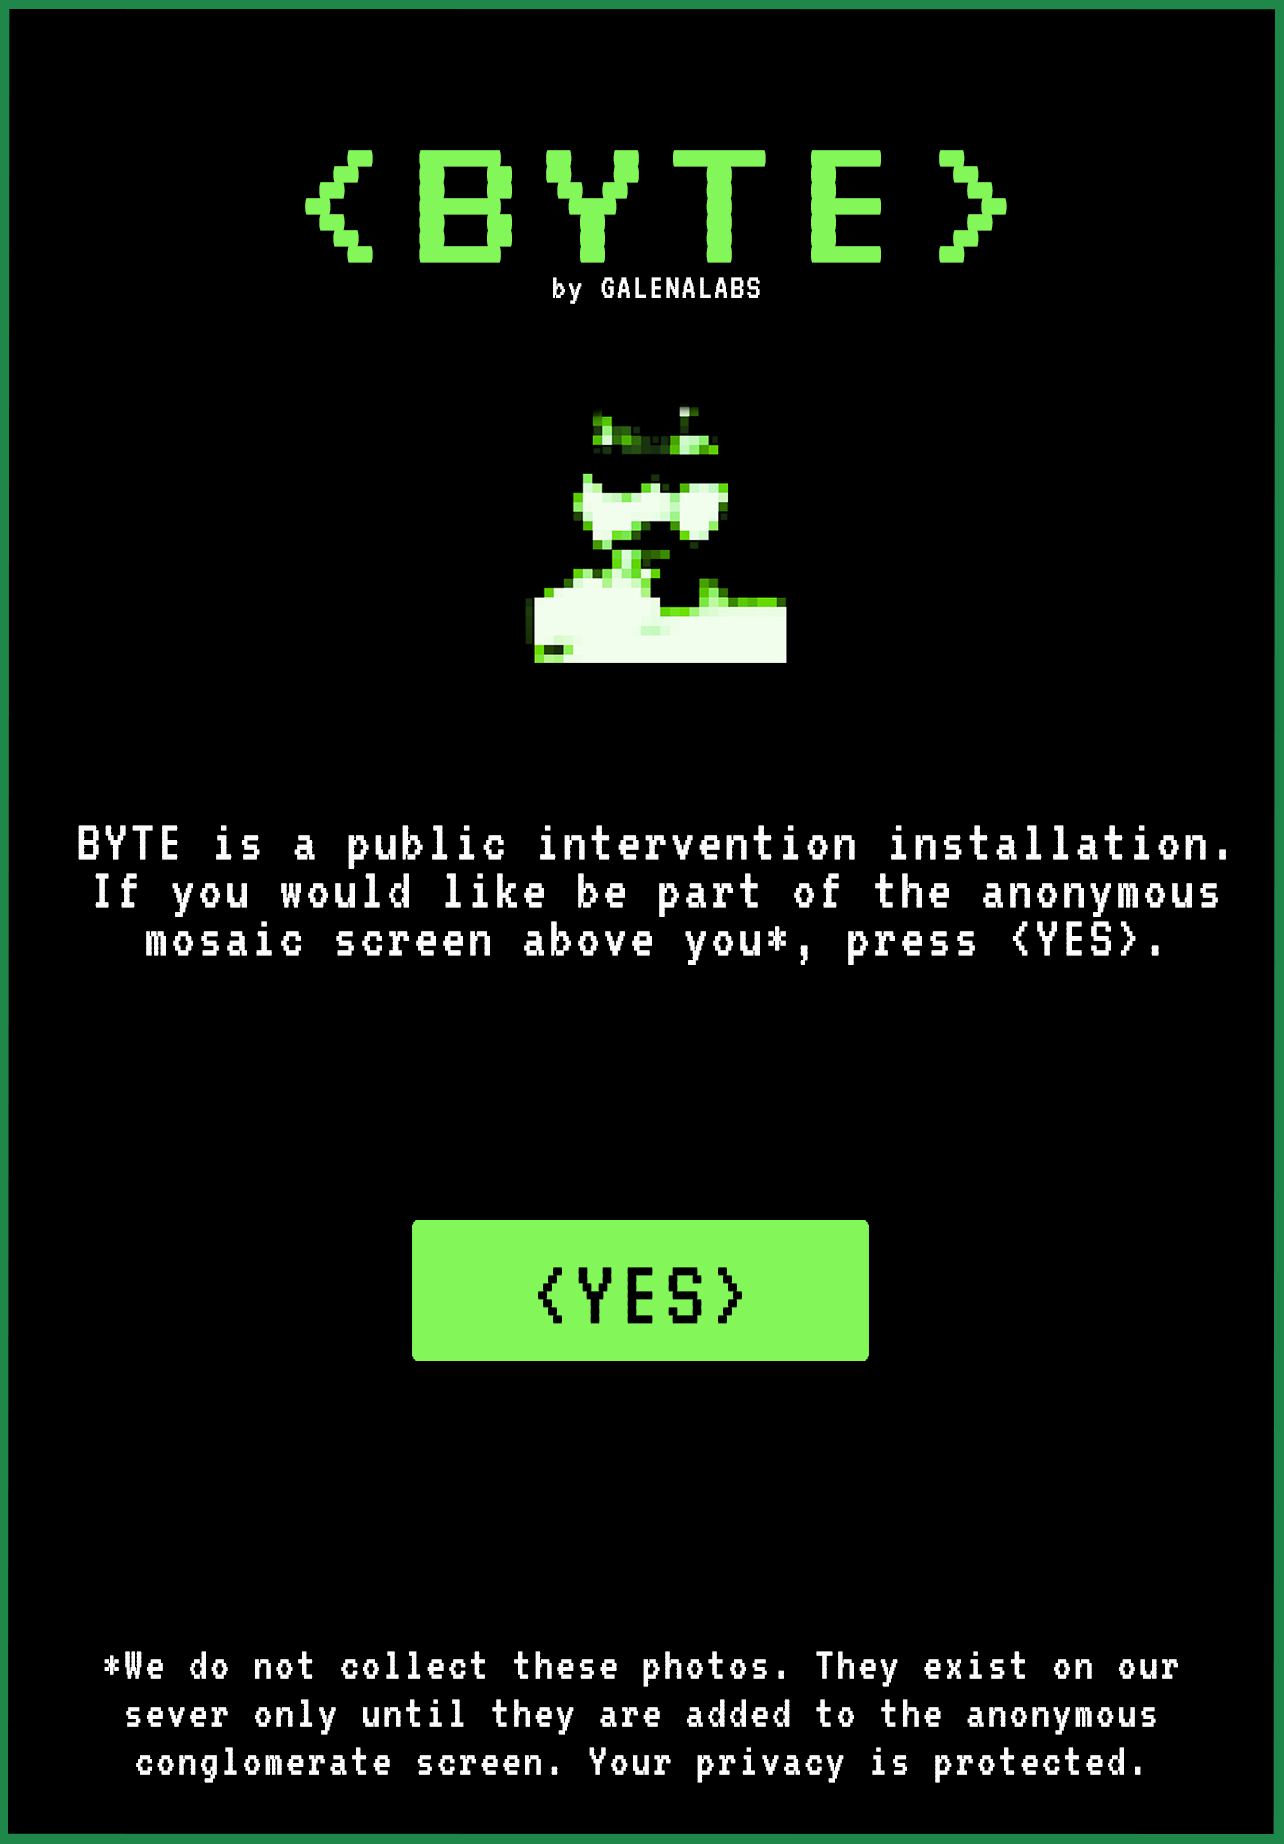 <BYTE>
by GALENALABS
BYTE is a public intervention installation.
If you would like be part of the anonymous
mosaic screen above you*, press <YES>.
<YES>
*We do not collect these photos. They exist on our
sever only until they are added to the anonymous
conglomerate screen. Your privacy is protected.